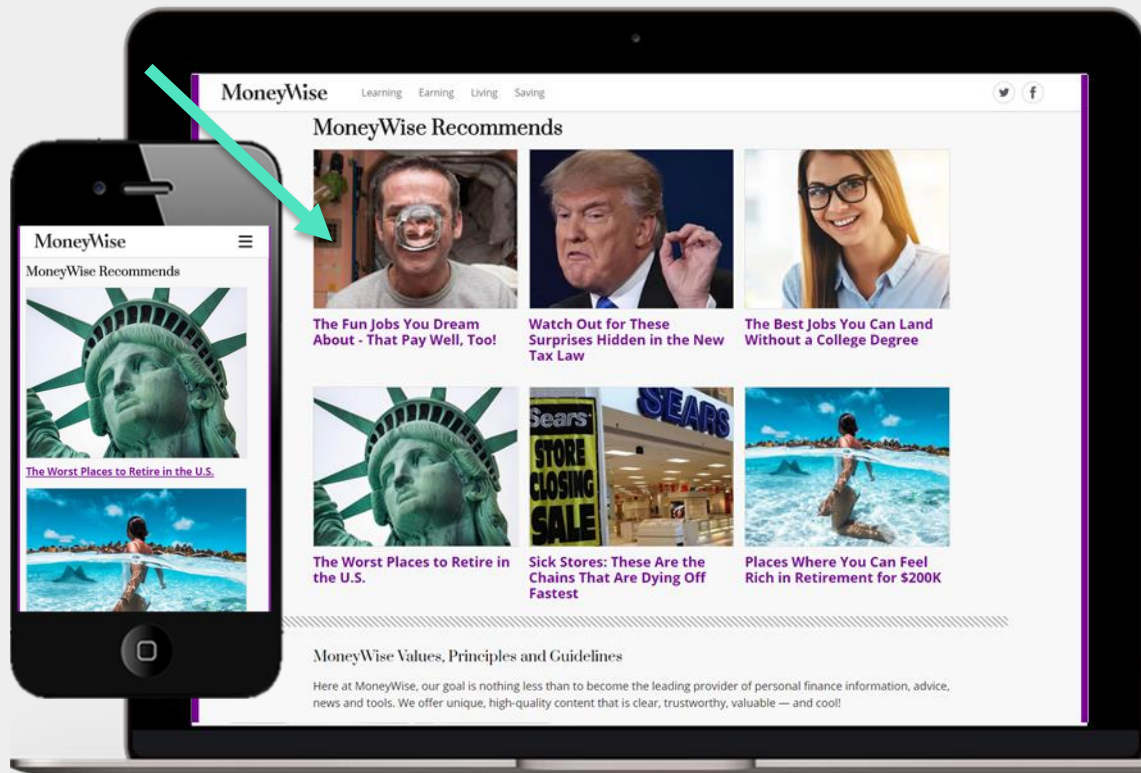 MoneyWise Learning Earning Living Saving
MoneyWise Recommends
The Fun Jobs You Dream
About - That Pay Well, Too!
Watch Out for These
Surprises Hidden in the New
Tax Law
The Best Jobs You Can Land
Without a College Degree
Sears
STORE
CLOSING
SALE
SEARS
The Worst Places to Retire in
the U.S.
Sick Stores: These Are the
Chains That Are Dying Off
Fastest
Places Where You Can Feel
Rich in Retirement for $200K
MoneyWise Values, Principles and Guidelines
Here at MoneyWise, our goal is nothing less than to become the leading provider of personal finance information, advice,
news and tools. We offer unique, high-quality content that is clear, trustworthy, valuable — and cool!
MoneyWise
MoneyWise Recommends
The Worst Places to Retire in the U.S.